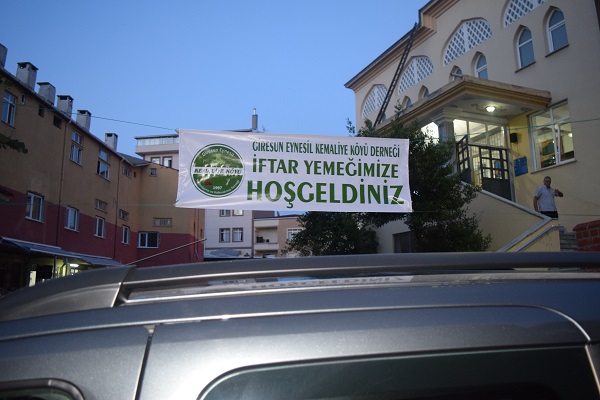 GİRESUN EYNESİL KEMALİYE KÖYÜ DERNEĞİ
İFTAR YEMEĞİMİZE
HOŞGELDİNİZ